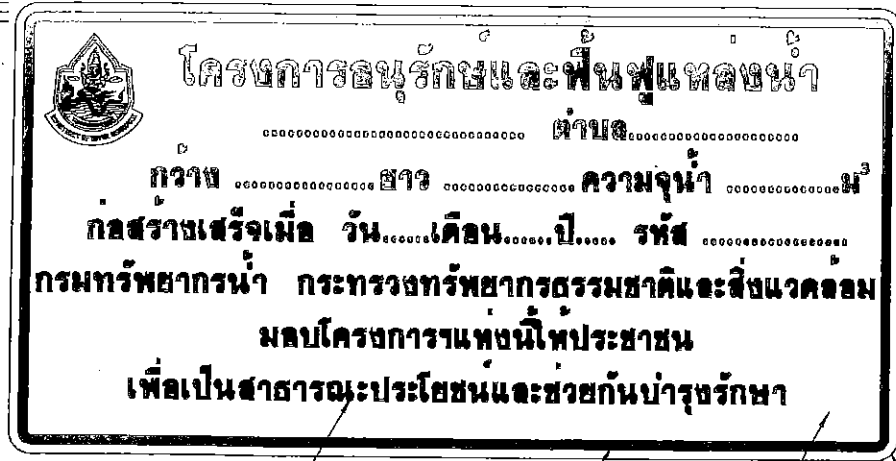 โครงการอนุรักษ์และฟื้นฟูแหล่งน้ำ
................................ ตำบล.....................
กว้าง .................ยาว ................ความจุน้ำ ..............ม³
ก่อสร้างเสร็จเมื่อ วัน......เดือน......ปี..... รหัส ..................
กรมทรัพยากรน้ำ กระทรวงทรัพยากรธรรมชาติและสิ่งแวดล้อม
มอบโครงการฯแห่งนี้ให้ประชาชน
เพื่อเป็นสาธารณะประโยชน์และช่วยกันบำรุงรักษา